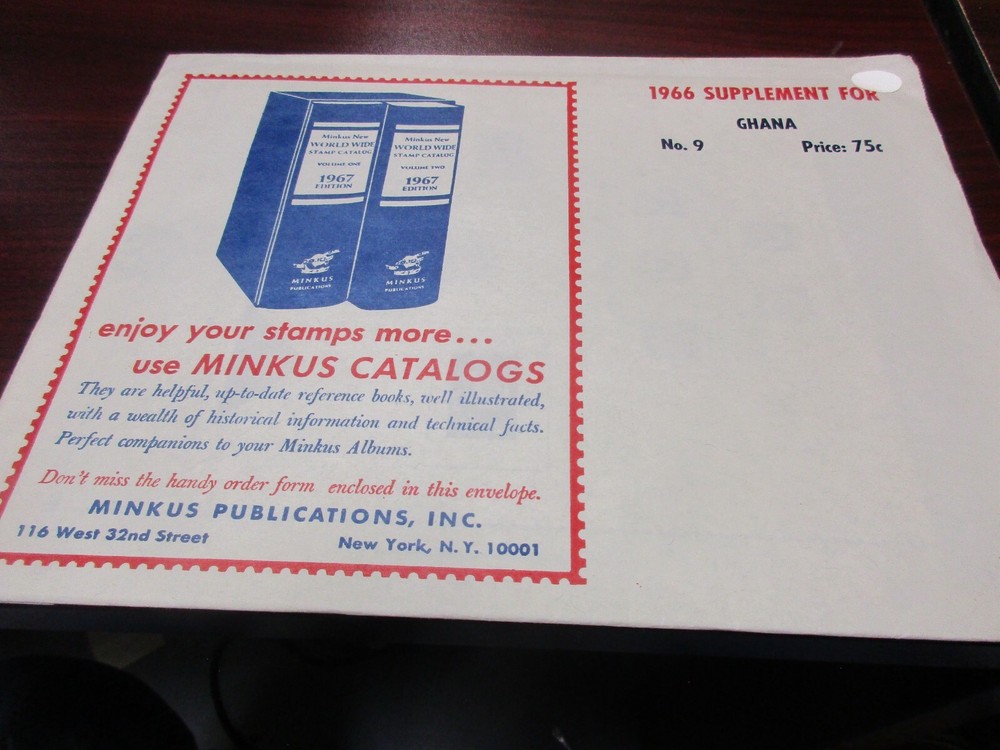 Minkus New
WORLD WIDE
STAMP CATALOG
VOLUME ONE
1967
EDITION
MINKUS
PUBLICATIONS
Minkus New
WORLD WIDE
STAMP CATALOG
VOLUME TWO
1967
EDITION
MINKUS
PUBLICATIONS
enjoy your stamps more...
use MINKUS CATALOGS
They are helpful, up-to-date reference books, well illustrated,
with a wealth of historical information and technical facts.
Perfect companions to your Minkus Albums.
Don't miss the handy order form enclosed in this envelope.
MINKUS PUBLICATIONS, INC.
116 West 32nd Street New York, N.Y. 10001
1966 SUPPLEMENT FOR
GHANA
No. 9 Price: 75c